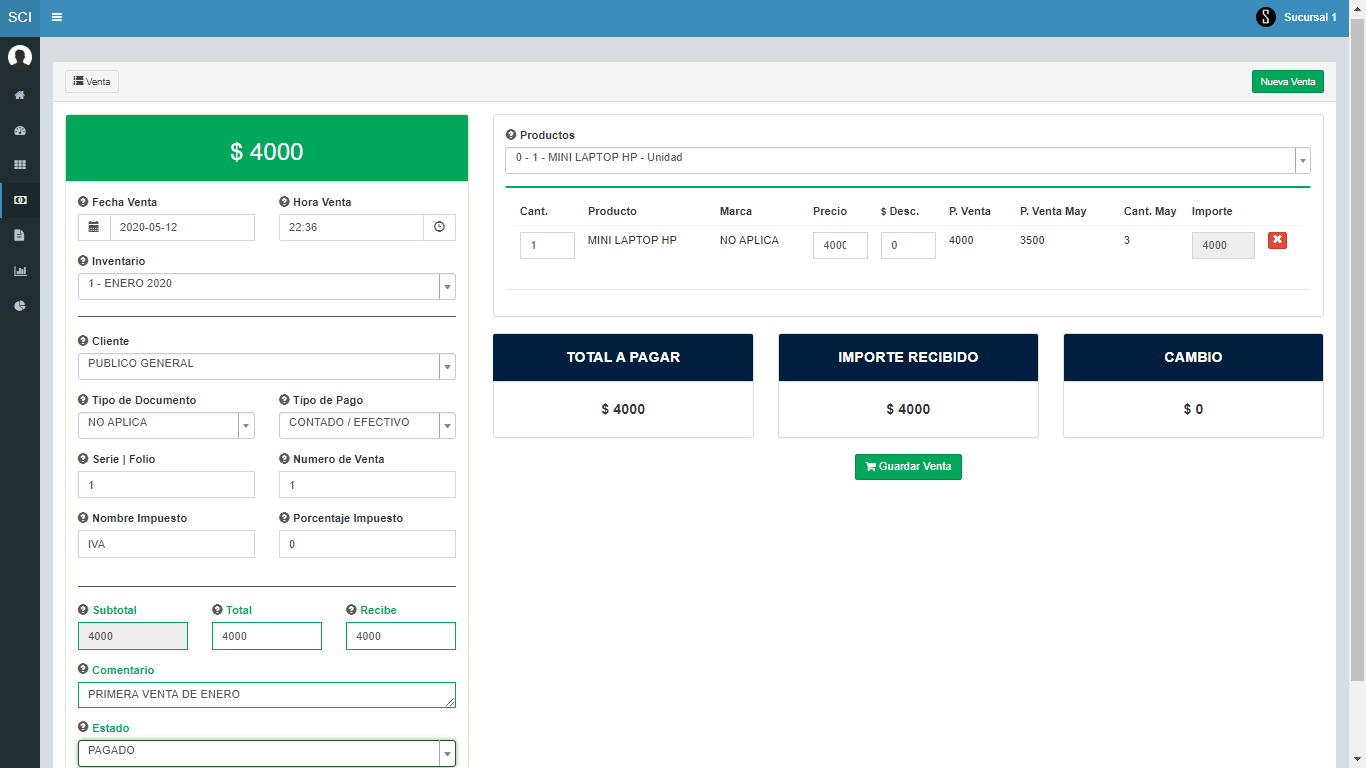 SCI
Sucursal 1
Venta
Nueva Venta
$ 4000
Fecha Venta
Hora Venta
2020-05-12
22:36
Inventario
1 - ENERO 2020
Cliente
PUBLICO GENERAL
Tipo de Documento
Tipo de Pago
NO APLICA
CONTADO / EFECTIVO
Serie | Folio
Numero de Venta
1
1
Nombre Impuesto
Porcentaje Impuesto
IVA
0
Subtotal
Total
Recibe
4000
4000
4000
Comentario
PRIMERA VENTA DE ENERO
Estado
PAGADO
Productos
0 - 1 - MINI LAPTOP HP - Unidad
Cant. Producto Marca Precio $ Desc. P. Venta P. Venta May Cant. May Importe
1 MINI LAPTOP HP NO APLICA 4000 0 4000 3500 3 4000
TOTAL A PAGAR
$ 4000
IMPORTE RECIBIDO
$ 4000
CAMBIO
$ 0
Guardar Venta